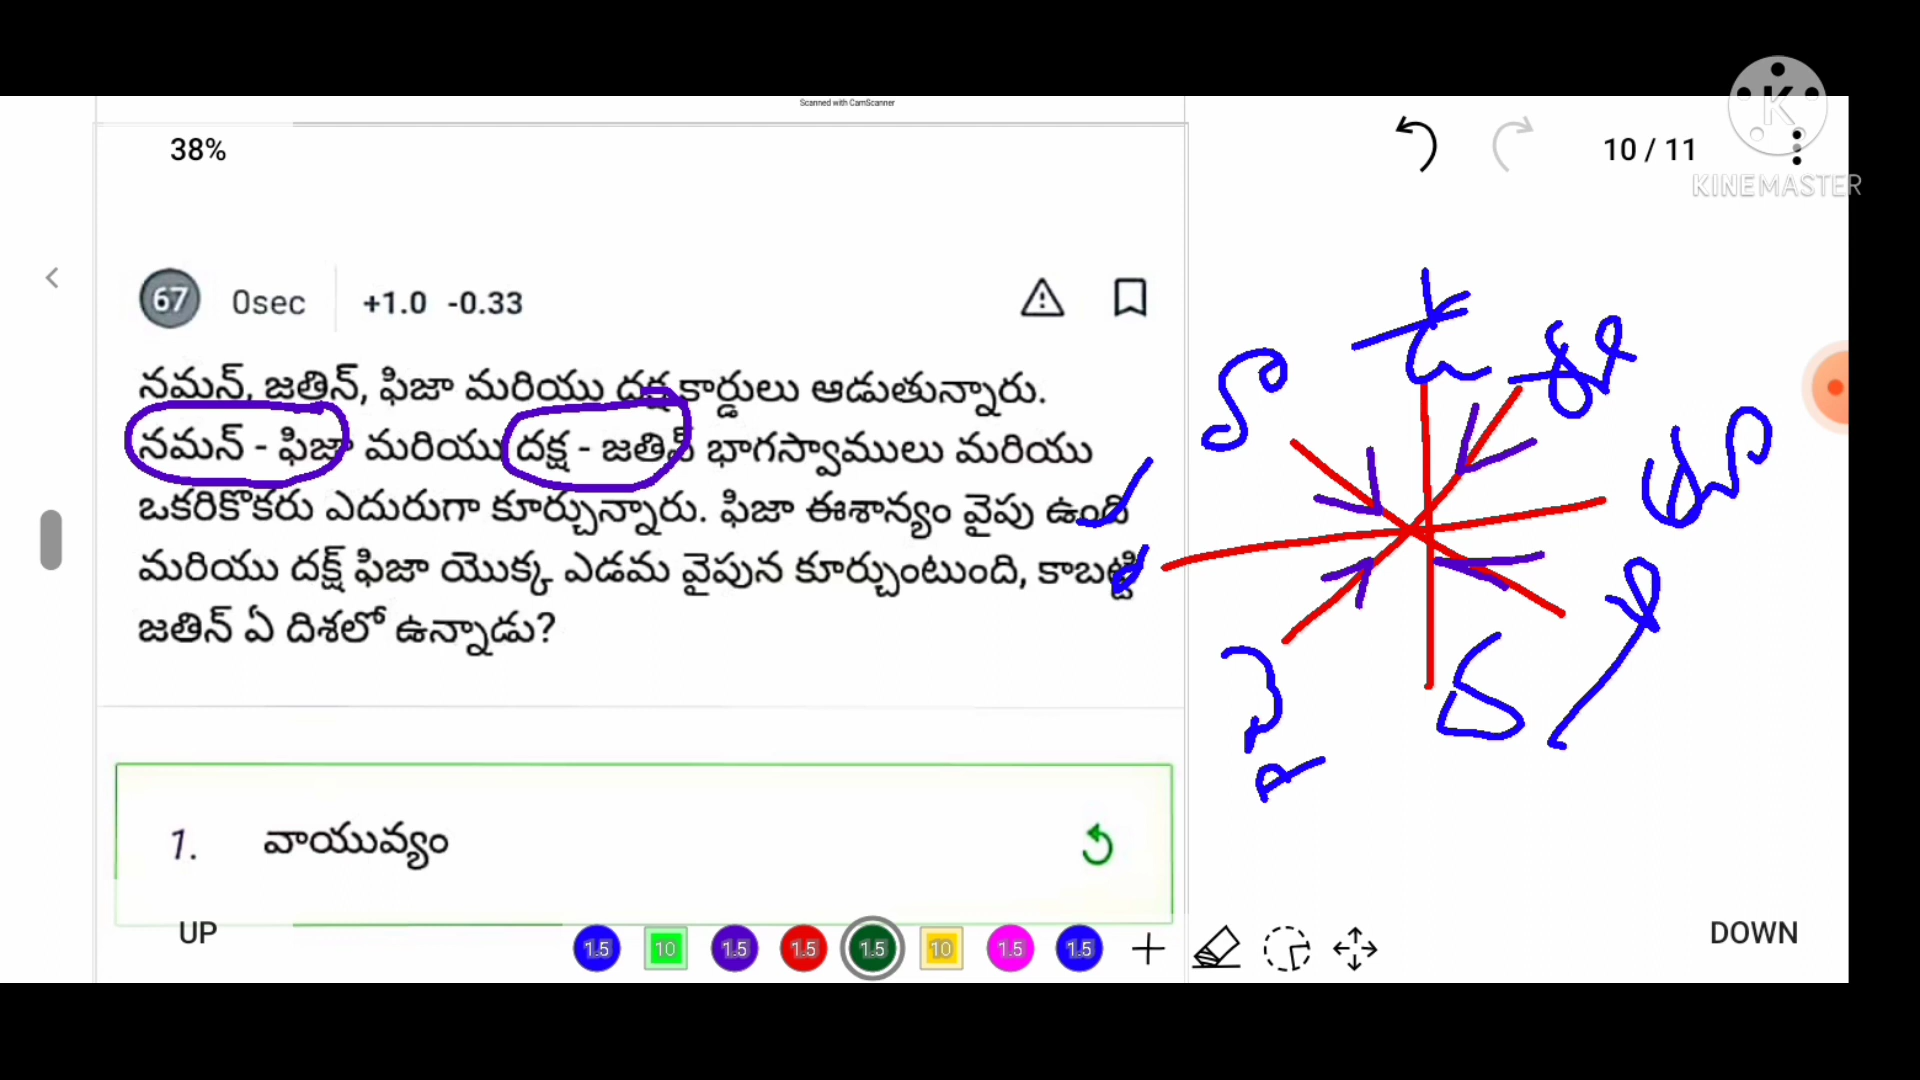 Scanned with CamScanner
38%
10 / 11
K
KINEMASTER
67 0sec +1.0 -0.33
నమన్, జతిన్, ఫిజా మరియు దక్ష కార్డులు ఆడుతున్నారు.
నమన్ - ఫిజా మరియు దక్ష - జతిన్ భాగస్వాములు మరియు
ఒకరికొకరు ఎదురుగా కూర్చున్నారు. ఫిజా ఈశాన్యం వైపు ఉంది
మరియు దక్ష్ ఫిజా యొక్క ఎడమ వైపున కూర్చుంటుంది, కాబట్టి
జతిన్ ఏ దిశలో ఉన్నాడు?
1. వాయువ్యం
UP
DOWN
1.5 10 1.5 1.5 1.5 10 1.5 1.5